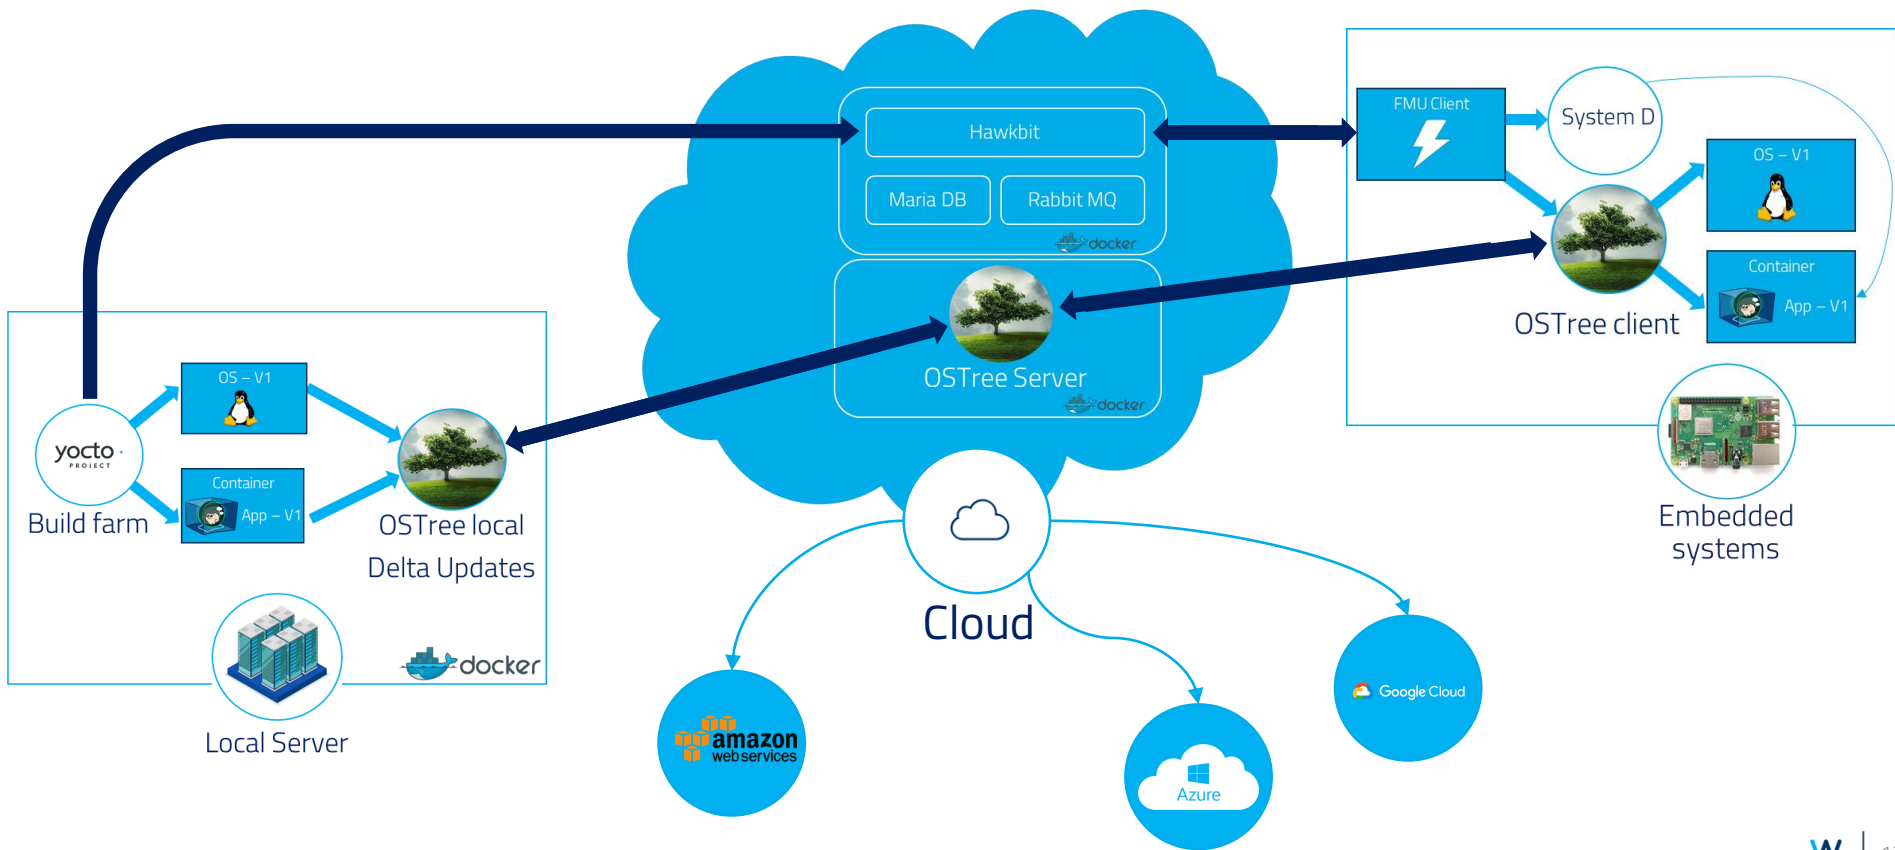 Hawkbit
Maria DB
Rabbit MQ
docker
OSTree Server
docker
FMU Client
System D
OS – V1
Container
App – V1
OSTree client
Embedded
systems
OS – V1
yocto
PROJECT
Build farm
Container
App – V1
OSTree local
Delta Updates
docker
Local Server
Cloud
amazon
web services
Azure
Google Cloud